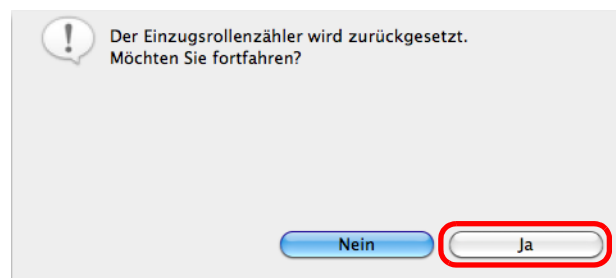 Der Einzugsrollenzähler wird zurückgesetzt.
Möchten Sie fortfahren?
Nein
Ja